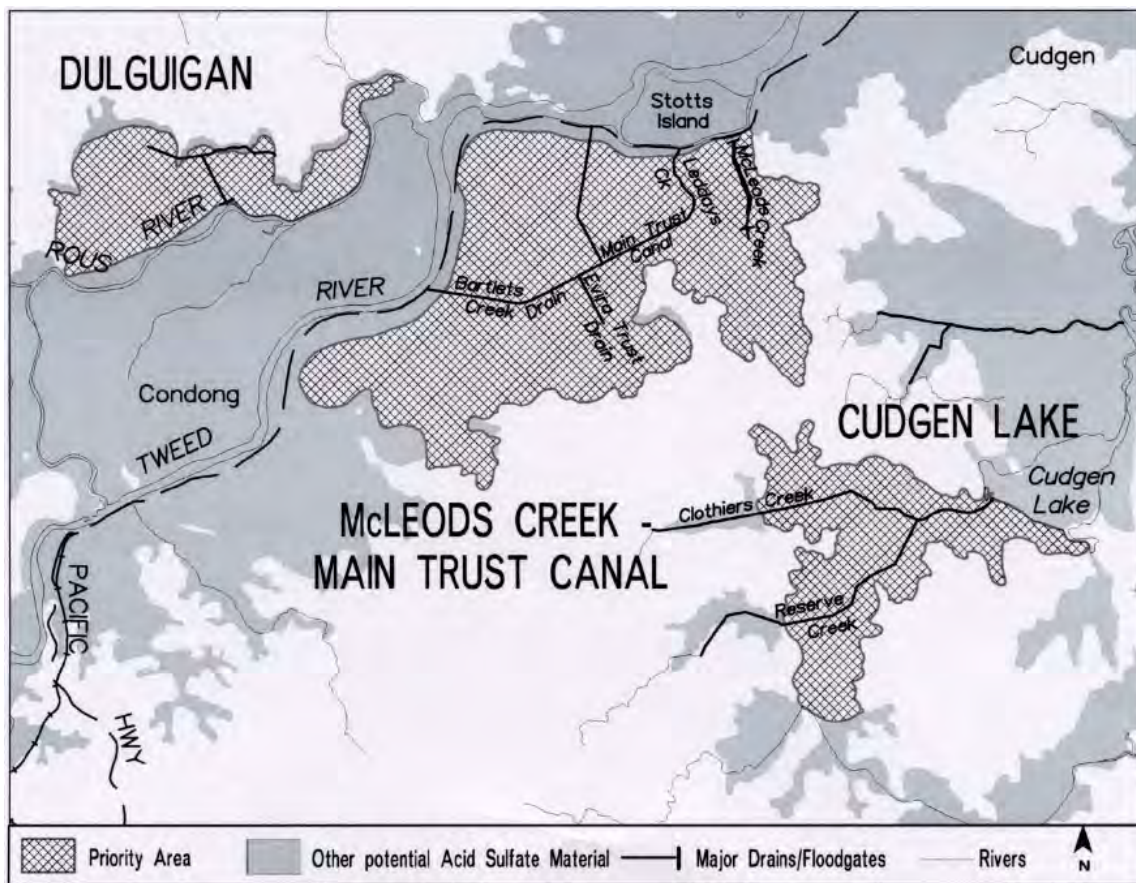 DULGUIGAN
Cudgen
Stotts
Island
ROUS
RIVER
McLeods Creek
Leddays
Ck
Main Trust
Canal
RIVER
Bartlets
Creek Drain
Evird Trust
Drain
Condong
TWEED
CUDGEN LAKE
Cudgen
Lake
Clothiers Creek
McLEODS CREEK -
MAIN TRUST CANAL
Reserve
Creek
PACIFIC
HWY
Priority Area
Other potential Acid Sulfate Material
Major Drains/Floodgates
Rivers
N